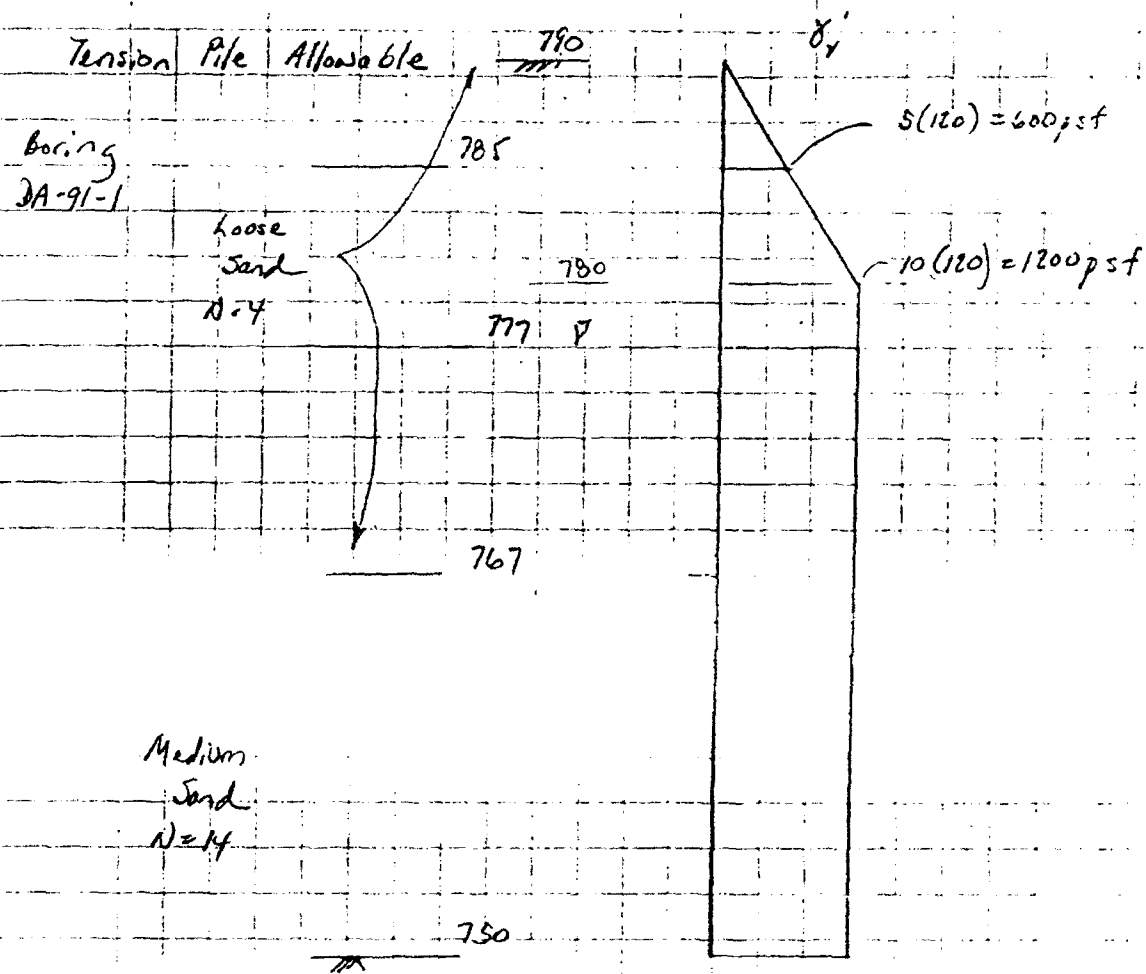 Tension Pile Allowable
790
γᵥ'
5(120) = 600 psf
Boring
DA-91-1
785
Loose
Sand
N=4
780
10(120) = 1200 psf
777
767
Medium
Sand
N=14
750